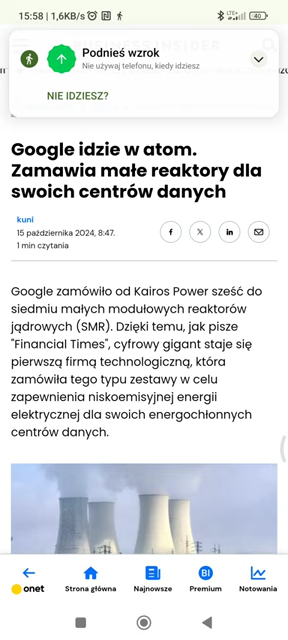 15:58 | 1,6KB/s
LTE+
40
Podnieś wzrok
Nie używaj telefonu, kiedy idziesz
NIE IDZIESZ?
Google idzie w atom.
Zamawia małe reaktory dla
swoich centrów danych
kuni
15 października 2024, 8:47.
1 min czytania
Google zamówiło od Kairos Power sześć do
siedmiu małych modułowych reaktorów
jądrowych (SMR). Dzięki temu, jak pisze
"Financial Times", cyfrowy gigant staje się
pierwszą firmą technologiczną, która
zamówiła tego typu zestawy w celu
zapewnienia niskoemisyjnej energii
elektrycznej dla swoich energochłonnych
centrów danych.
onet
Strona główna
Najnowsze
BI
Premium
Notowania